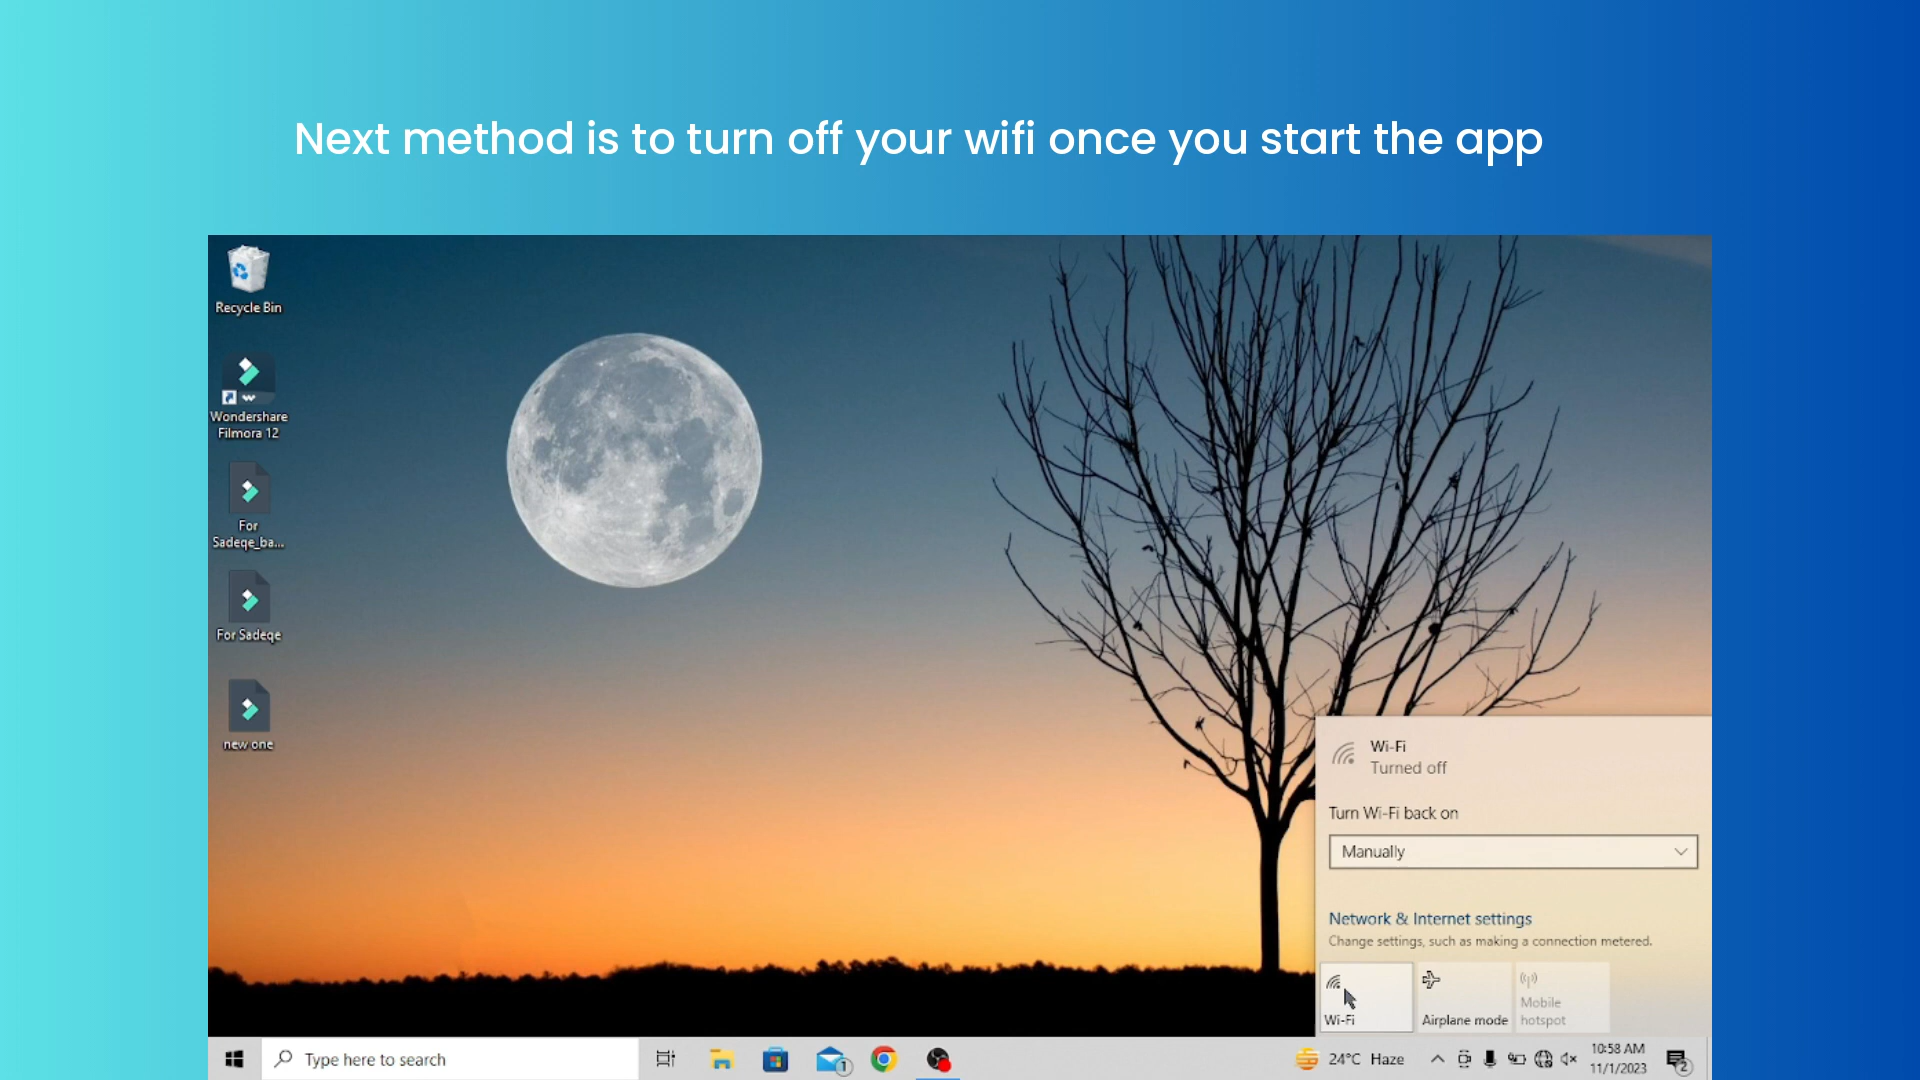 Next method is to turn off your wifi once you start the app
Recycle Bin
Wondershare
Filmora 12
For
Sadeqe_ba...
For Sadeqe
new one
Wi-Fi
Turned off
Turn Wi-Fi back on
Manually
Network & Internet settings
Change settings, such as making a connection metered.
Wi-Fi
Airplane mode
Mobile
hotspot
Type here to search
1
24°C Haze
10:58 AM
11/1/2023
2